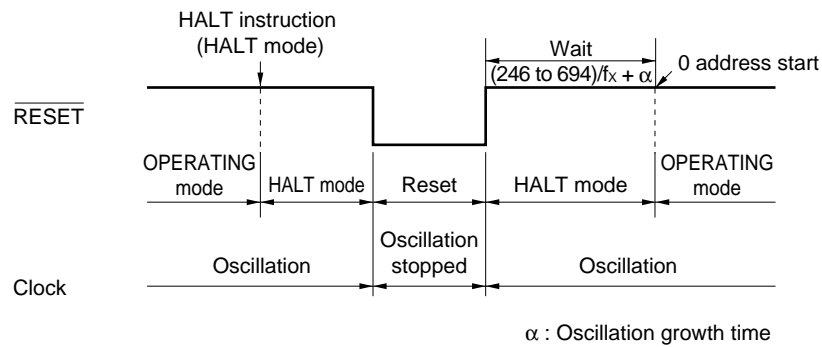 HALT instruction
(HALT mode)
Wait
(246 to 694)/fX + α
0 address start
RESET
OPERATING
mode
HALT mode
Reset
HALT mode
OPERATING
mode
Oscillation
Oscillation
stopped
Oscillation
Clock
α : Oscillation growth time